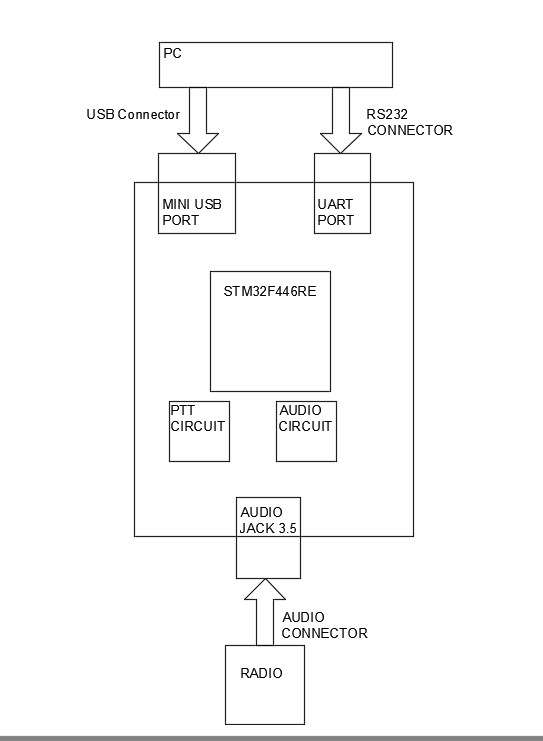 PC
USB Connector
RS232
CONNECTOR
MINI USB
PORT
UART
PORT
STM32F446RE
PTT
CIRCUIT
AUDIO
CIRCUIT
AUDIO
JACK 3.5
AUDIO
CONNECTOR
RADIO